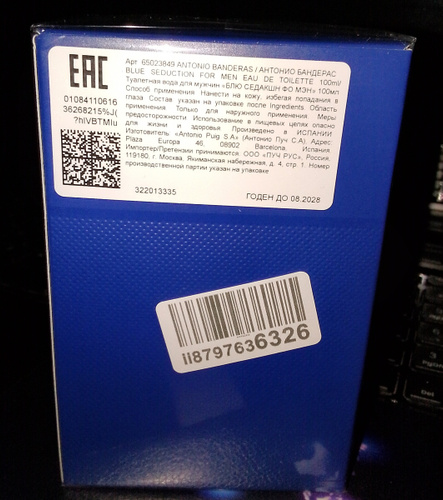 Арт 65023849 ANTONIO BANDERAS / АНТОНИО БАНДЕРАС
BLUE SEDUCTION FOR MEN EAU DE TOILETTE 100ml/
Туалетная вода для мужчин «БЛЮ СЕДАКШН ФО МЭН» 100мл
Способ применения Нанести на кожу, избегая попадания в
глаза Состав указан на упаковке после Ingredients Область
применения Только для наружного применения Меры
предосторожности. Использование в пищевых целях опасно
для жизни и здоровья Произведено в ИСПАНИИ
Изготовитель «Antonio Puig S.A» (Антонио Пуч С.А). Адрес:
Plaza Europa 46, 08902 Barcelona, Испания.
Импортер/Претензии принимаются ООО «ПУЧ РУС», Россия,
119180, г. Москва Якиманская набережная, д. 4, стр. 1. Номер
производственной партии указан на упаковке
EAC
01084110616
36268215%J(
?hlVBTMlu
322013335
ГОДЕН ДО 08.2028
ii8797636326